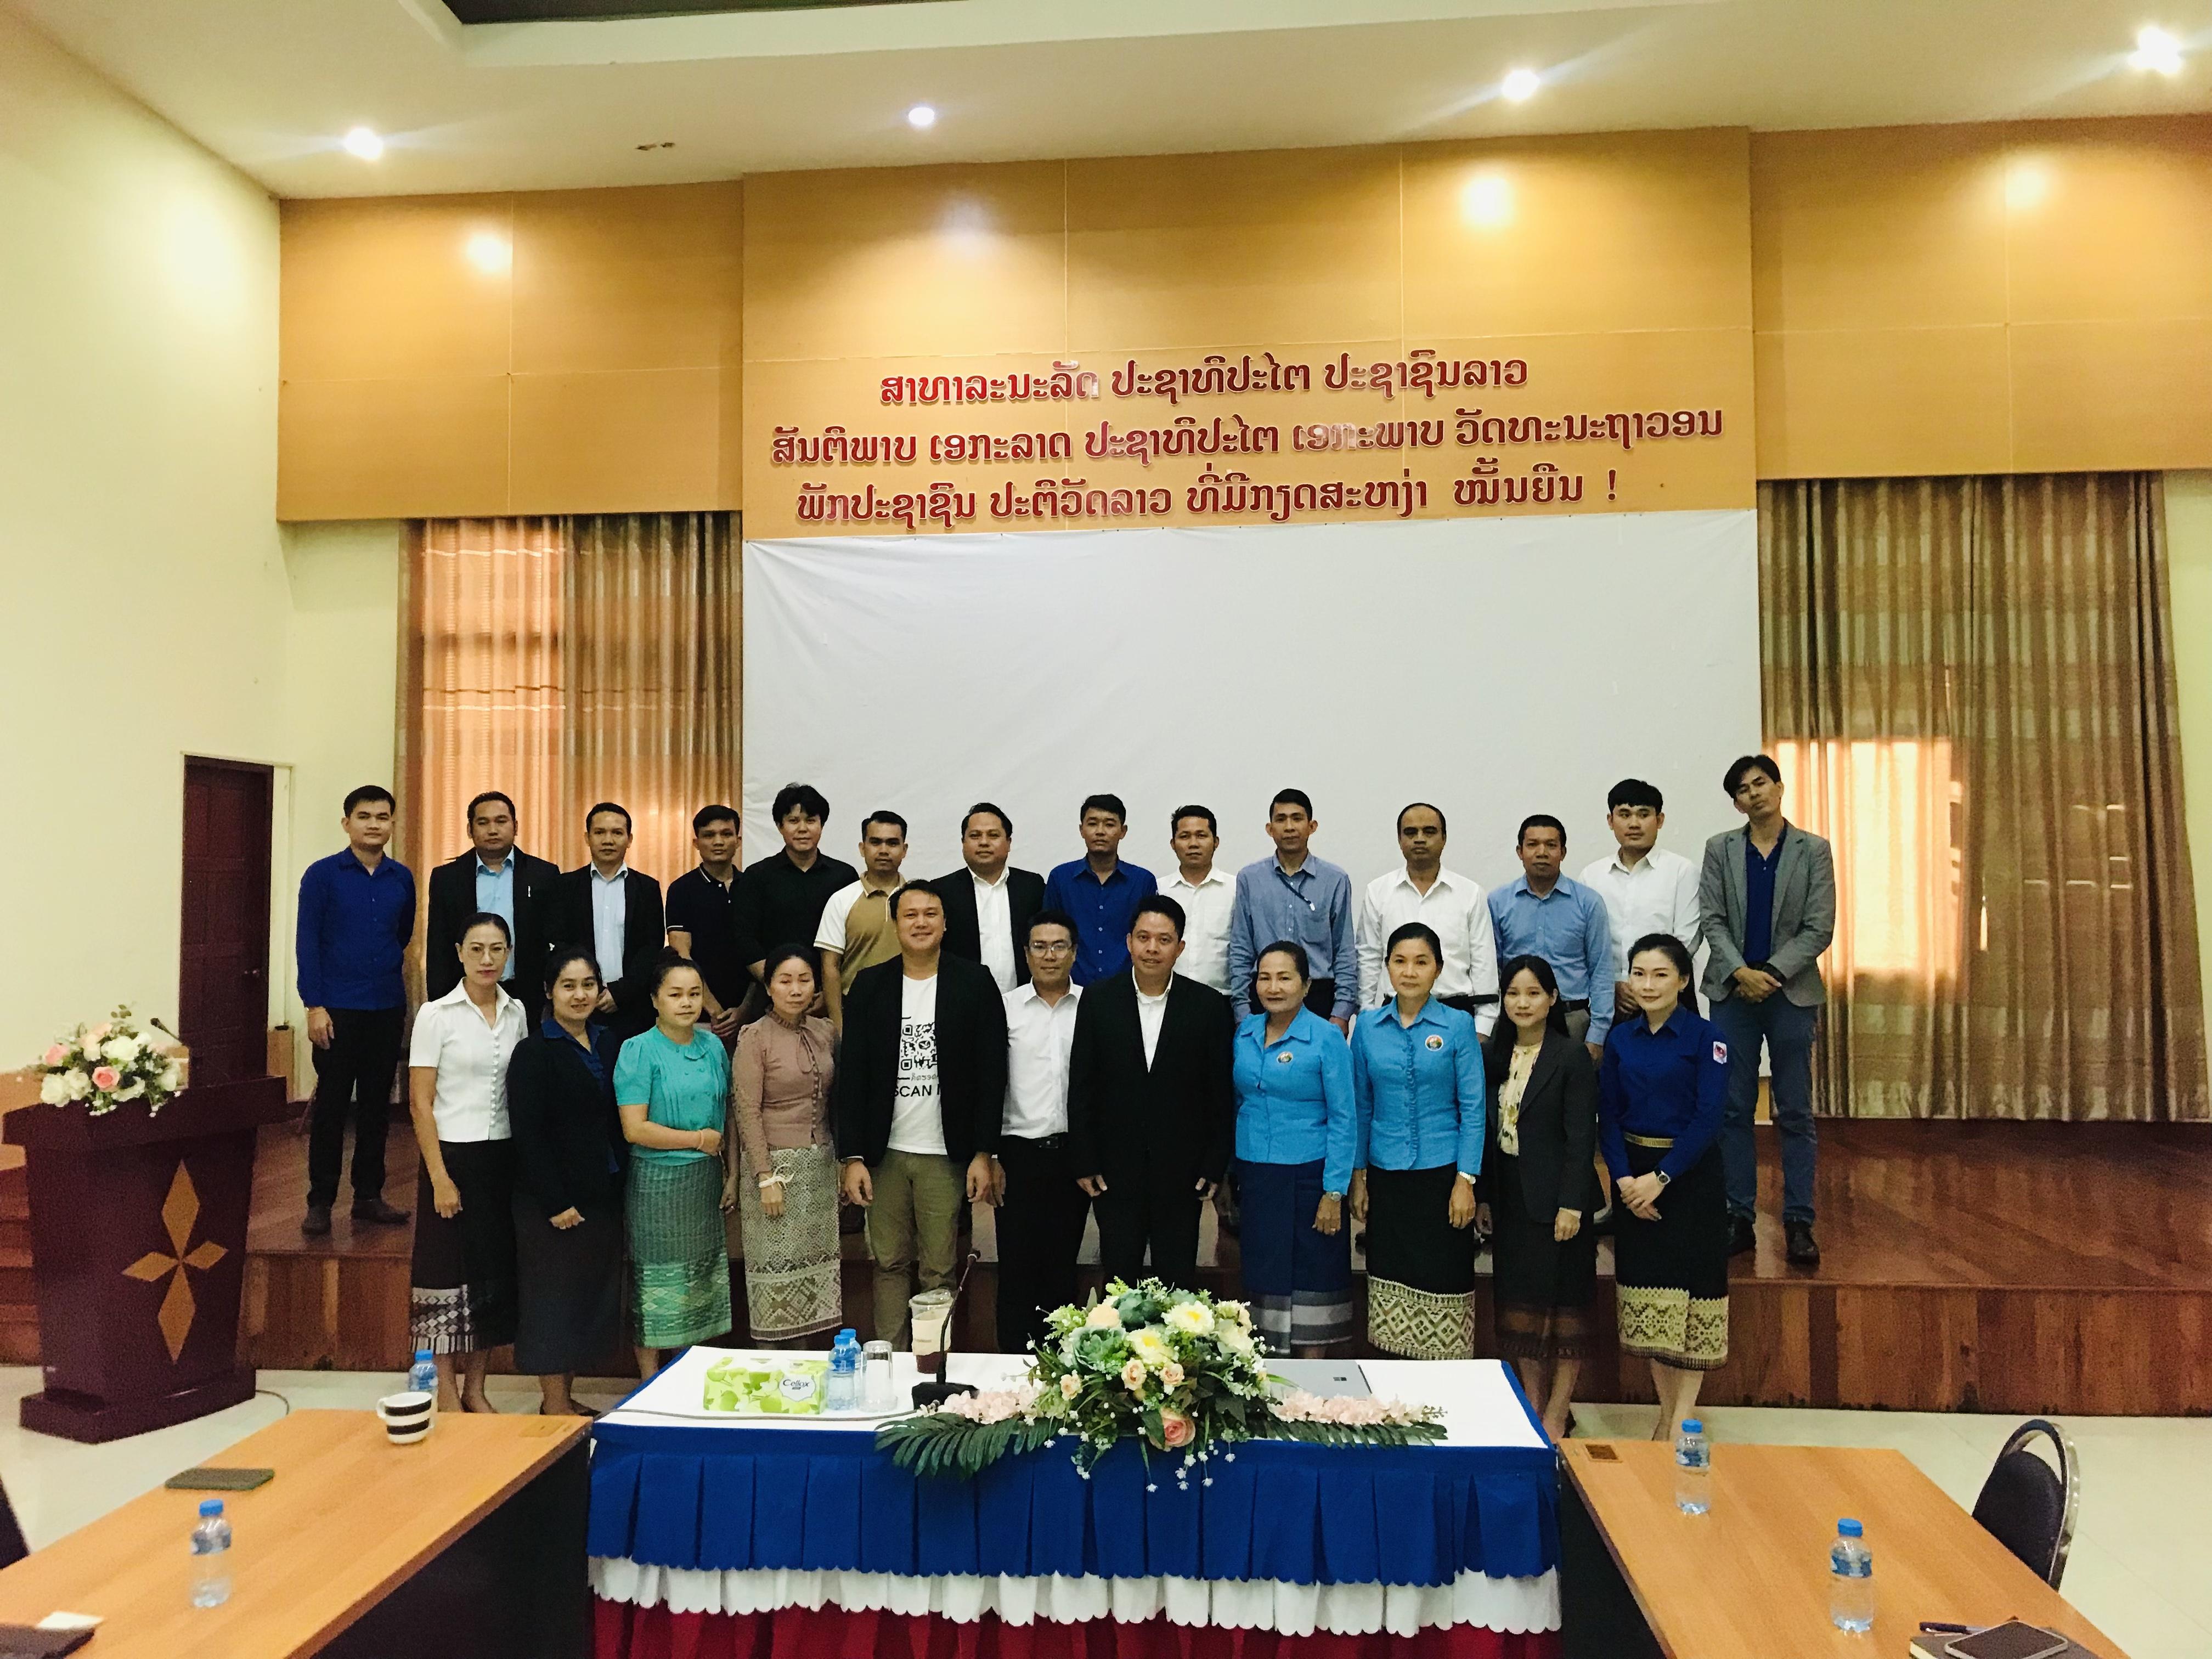 ສາທາລະນະລັດ ປະຊາທິປະໄຕ ປະຊາຊົນລາວ
ສັນຕິພາບ ເອກະລາດ ປະຊາທິປະໄຕ ເອກະພາບ ວັດທະນະຖາວອນ
ພັກປະຊາຊົນ ປະຕິວັດລາວ ທີ່ມີກຽດສະຫງ່າ ໝັ້ນຍືນ !
SCAN
Cellox